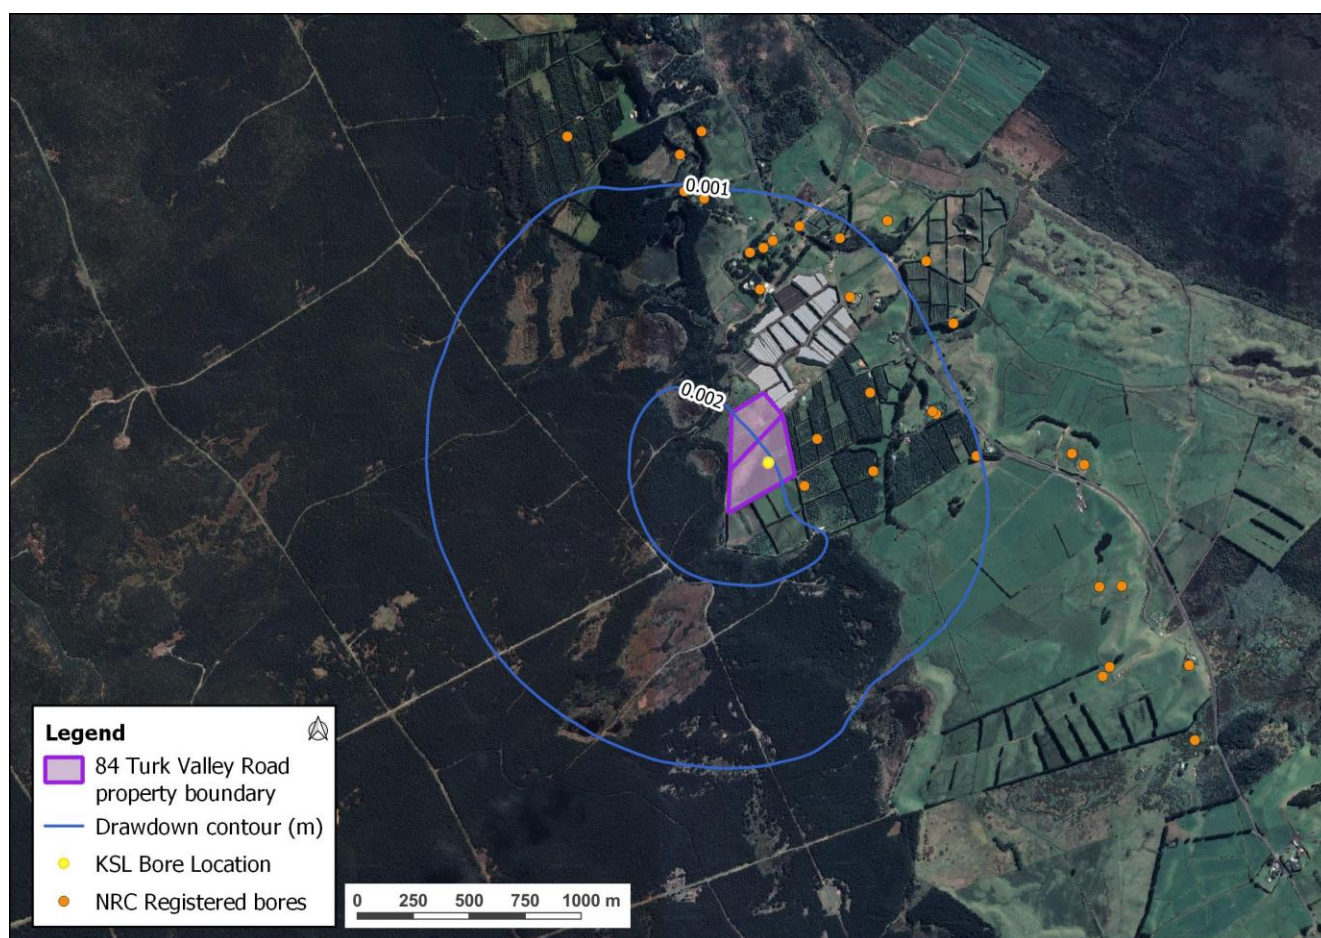 0.001
0.002
Legend
84 Turk Valley Road
property boundary
Drawdown contour (m)
KSL Bore Location
NRC Registered bores
0 250 500 750 1000 m